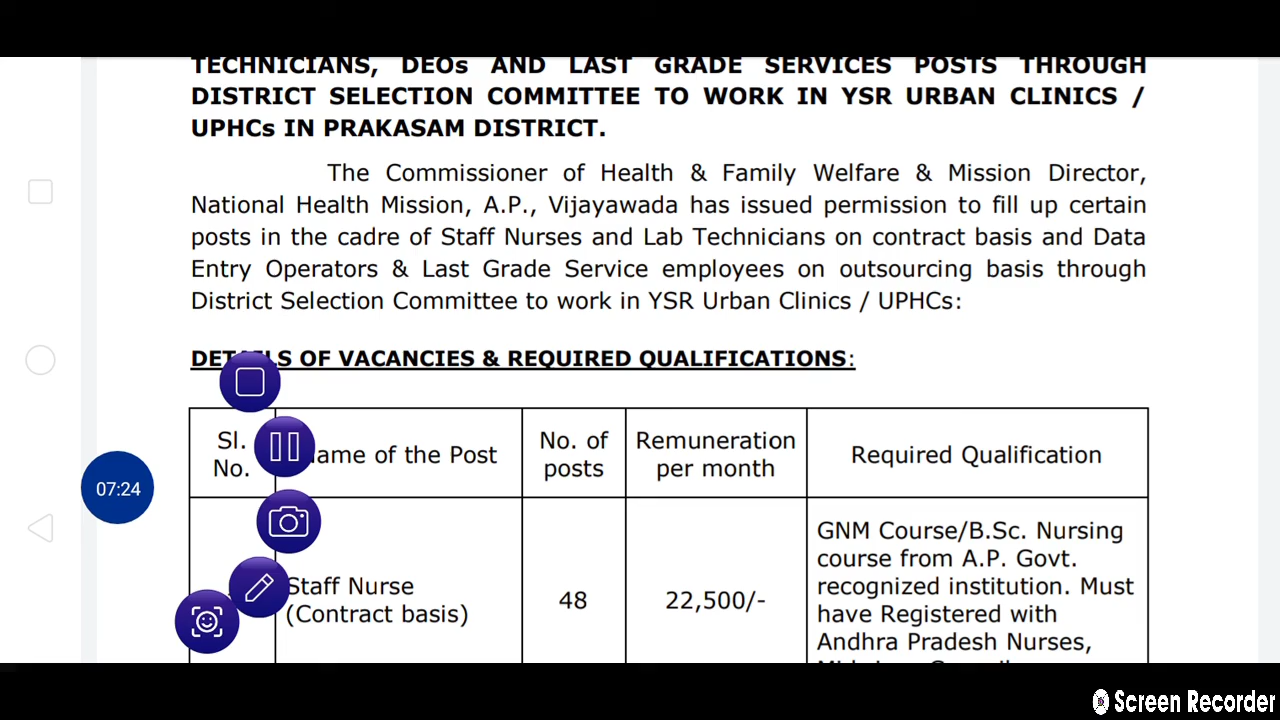 TECHNICIANS, DEOs AND LAST GRADE SERVICES POSTS THROUGH
DISTRICT SELECTION COMMITTEE TO WORK IN YSR URBAN CLINICS /
UPHCs IN PRAKASAM DISTRICT.
The Commissioner of Health & Family Welfare & Mission Director,
National Health Mission, A.P., Vijayawada has issued permission to fill up certain
posts in the cadre of Staff Nurses and Lab Technicians on contract basis and Data
Entry Operators & Last Grade Service employees on outsourcing basis through
District Selection Committee to work in YSR Urban Clinics / UPHCs:
OF VACANCIES & REQUIRED QUALIFICATIONS:
Sl.
No.
of the Post
No. of
posts
Remuneration
per month
Required Qualification
Staff Nurse
(Contract basis)
48
22,500/-
GNM Course/B.Sc. Nursing
course from A.P. Govt.
recognized institution. Must
have Registered with
Andhra Pradesh Nurses,
07:24
Screen Recorder